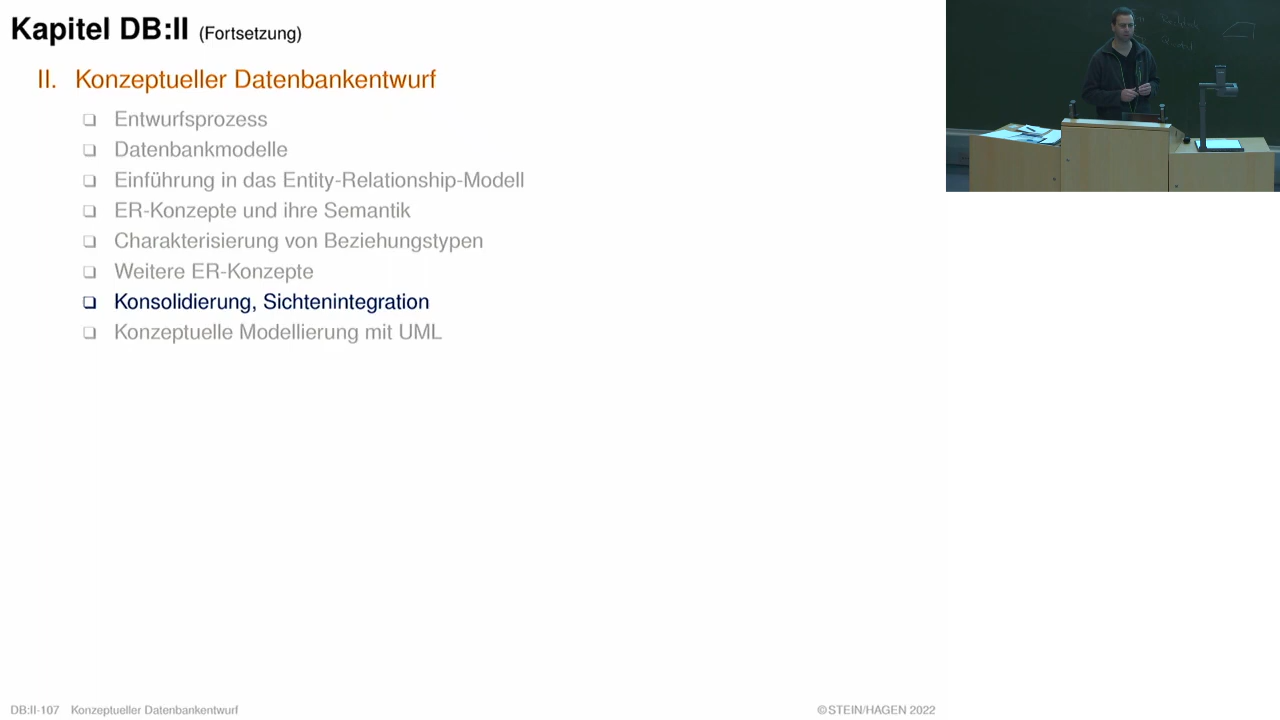 Kapitel DB:II (Fortsetzung)
II. Konzeptueller Datenbankentwurf
❑ Entwurfsprozess
❑ Datenbankmodelle
❑ Einführung in das Entity-Relationship-Modell
❑ ER-Konzepte und ihre Semantik
❑ Charakterisierung von Beziehungstypen
❑ Weitere ER-Konzepte
❑ Konsolidierung, Sichtenintegration
❑ Konzeptuelle Modellierung mit UML
DB:II-107 Konzeptueller Datenbankentwurf
©STEIN/HAGEN 2022